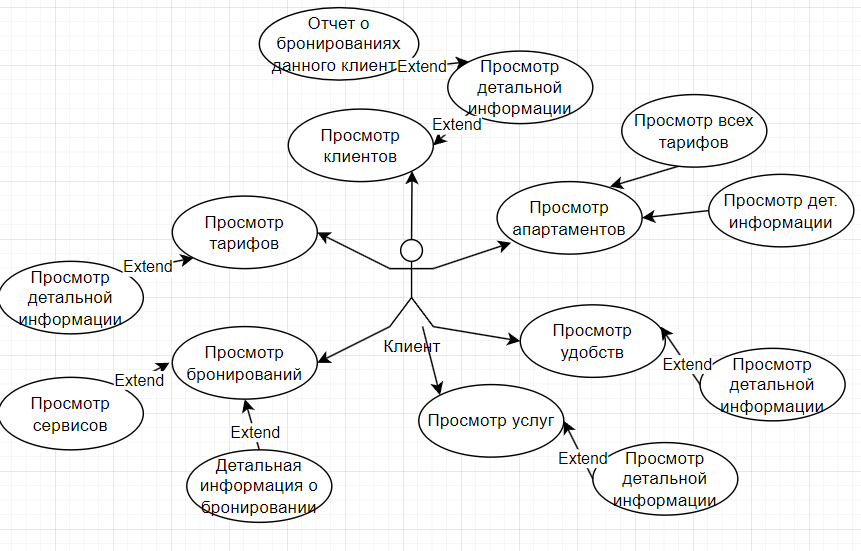 Отчет о
бронированиях
данного клиент
Extend
Просмотр
детальной
информации
Extend
Просмотр
клиентов
Просмотр всех
тарифов
Просмотр
апартаментов
Просмотр дет.
информации
Просмотр
тарифов
Extend
Просмотр
детальной
информации
Просмотр
бронирований
Extend
Просмотр
сервисов
Extend
Детальная
информация о
бронировании
Клиент
Просмотр
удобств
Extend
Просмотр
детальной
информации
Просмотр услуг
Extend
Просмотр
детальной
информации